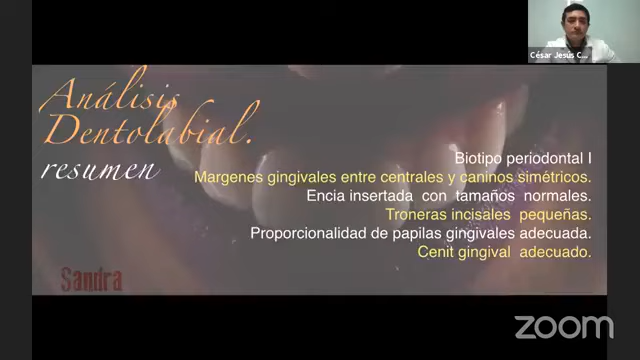 César Jesús C...
Análisis
Dentolabial.
resumen
Biotipo periodontal I
Margenes gingivales entre centrales y caninos simétricos.
Encia insertada con tamaños normales.
Troneras incisales pequeñas.
Proporcionalidad de papilas gingivales adecuada.
Cenit gingival adecuado.
Sandra
zoom